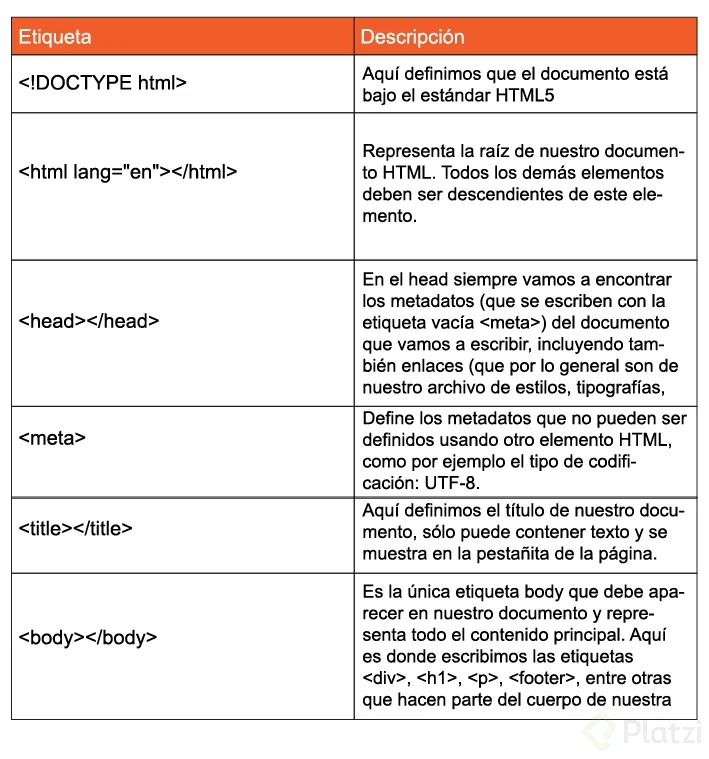 Etiqueta
Descripción
<!DOCTYPE html>
Aquí definimos que el documento está
bajo el estándar HTML5
<html lang="en"></html>
Representa la raíz de nuestro documen-
to HTML. Todos los demás elementos
deben ser descendientes de este ele-
mento.
<head></head>
En el head siempre vamos a encontrar
los metadatos (que se escriben con la
etiqueta vacía <meta>) del documento
que vamos a escribir, incluyendo tam-
bién enlaces (que por lo general son de
nuestro archivo de estilos, tipografías,
<meta>
Define los metadatos que no pueden ser
definidos usando otro elemento HTML,
como por ejemplo el tipo de codifi-
cación: UTF-8.
<title></title>
Aquí definimos el título de nuestro docu-
mento, sólo puede contener texto y se
muestra en la pestañita de la página.
<body></body>
Es la única etiqueta body que debe apa-
recer en nuestro documento y repre-
senta todo el contenido principal. Aquí
es donde escribimos las etiquetas
<div>, <h1>, <p>, <footer>, entre otras
que hacen parte del cuerpo de nuestra
Platzi